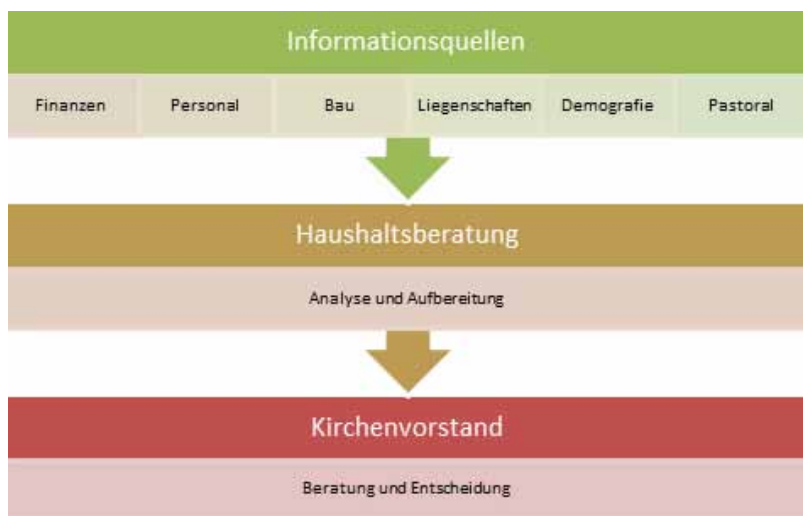 Informationsquellen
Finanzen Personal Bau Liegenschaften Demografie Pastoral
Haushaltsberatung
Analyse und Aufbereitung
Kirchenvorstand
Beratung und Entscheidung